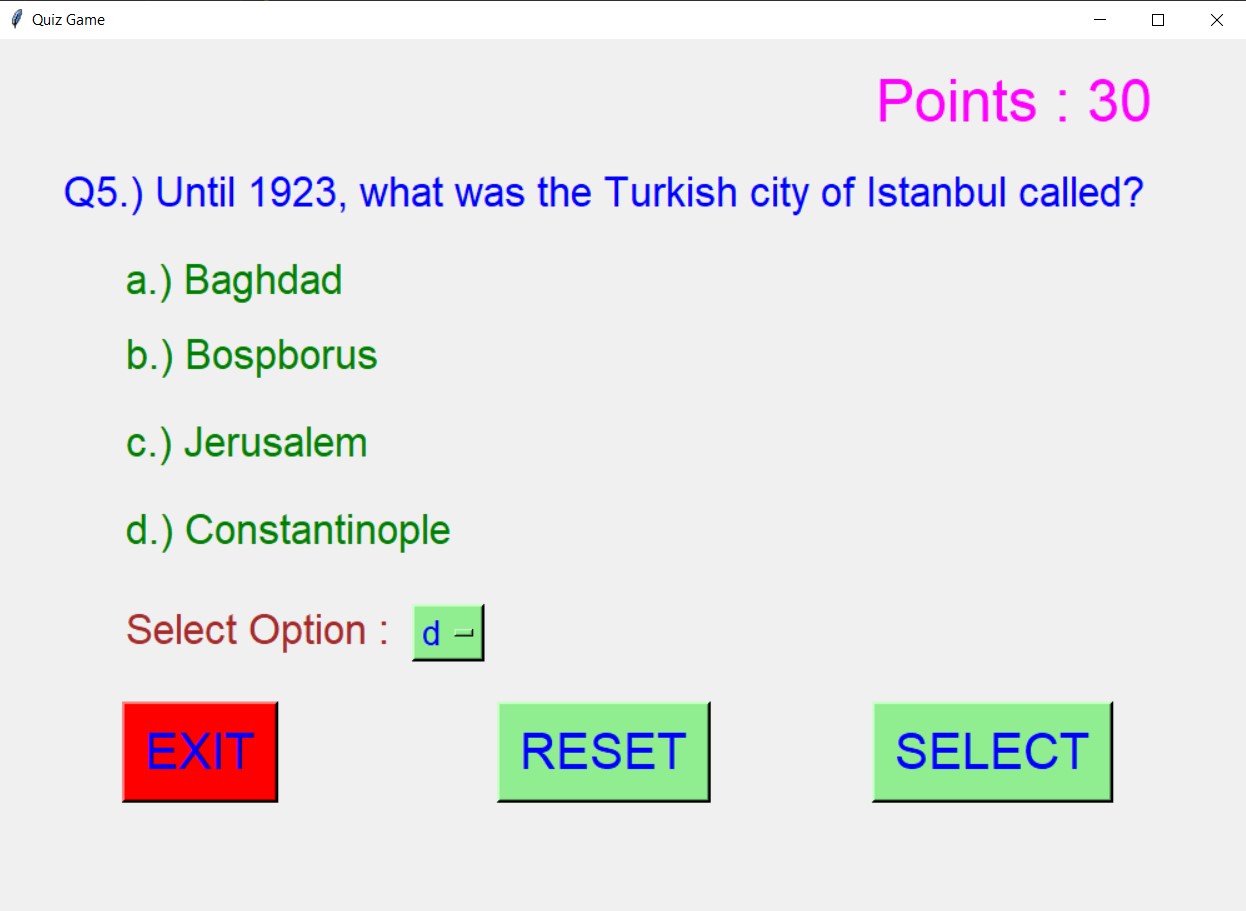 Quiz Game
Points : 30
Q5.) Until 1923, what was the Turkish city of Istanbul called?
a.) Baghdad
b.) Bospborus
c.) Jerusalem
d.) Constantinople
Select Option : d
EXIT RESET SELECT